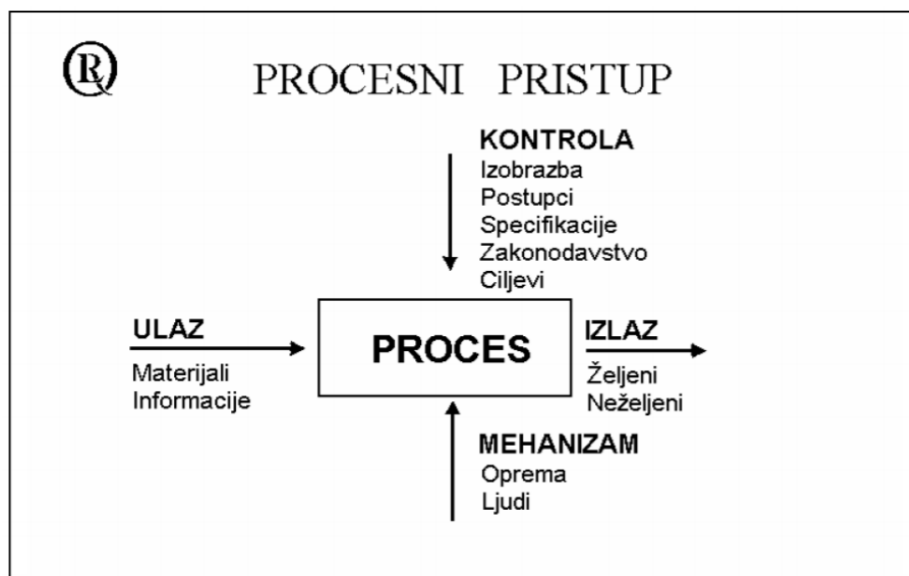 PROCESNI PRISTUP
KONTROLA
Izobrazba
Postupci
Specifikacije
Zakonodavstvo
Ciljevi
ULAZ
Materijali
Informacije
PROCES
IZLAZ
Željeni
Neželjeni
MEHANIZAM
Oprema
Ljudi